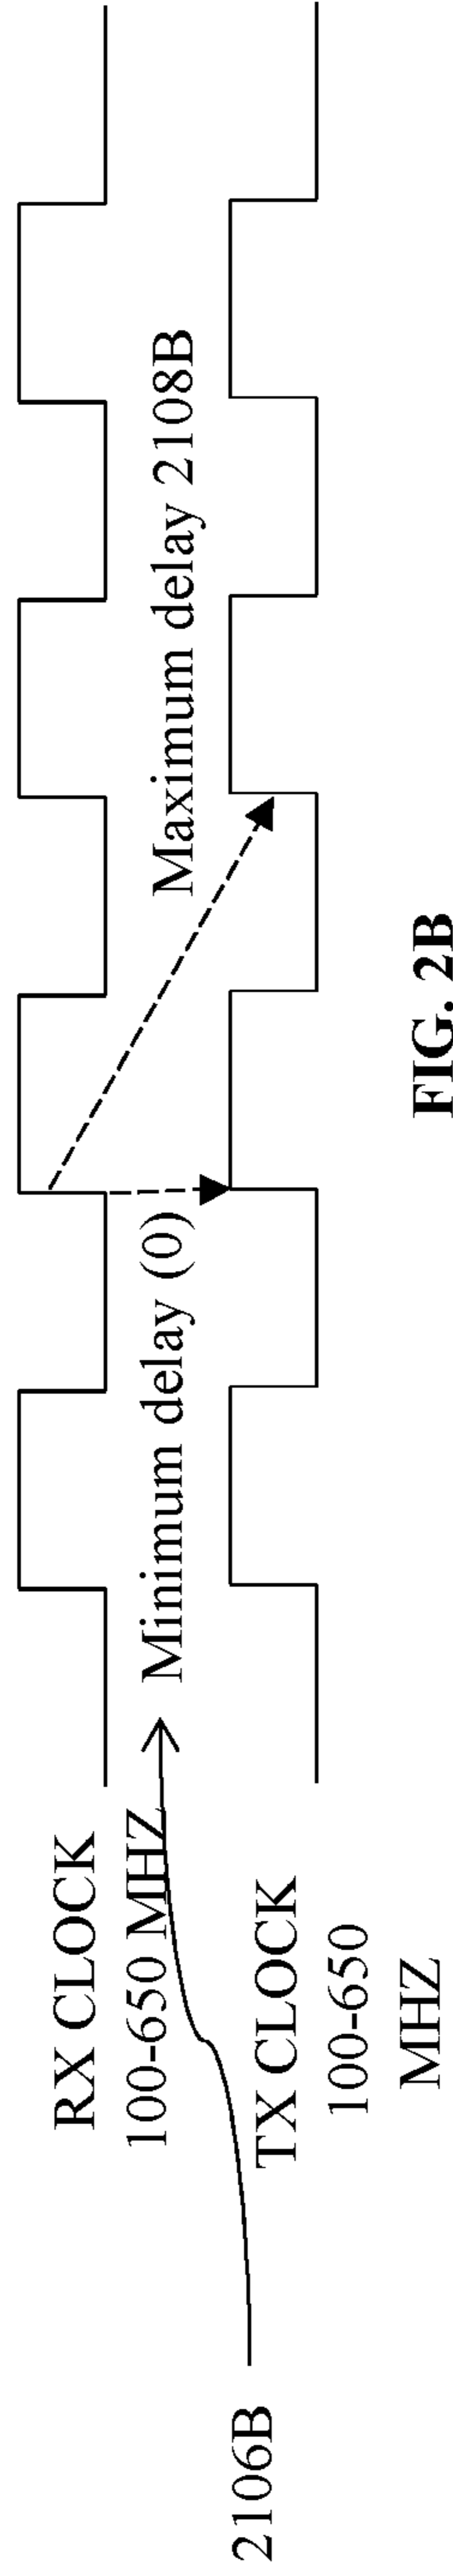 RX CLOCK
100-650 MHZ
Maximum delay 2108B
Minimum delay (0)
TX CLOCK
100-650
MHZ
2106B
FIG. 2B